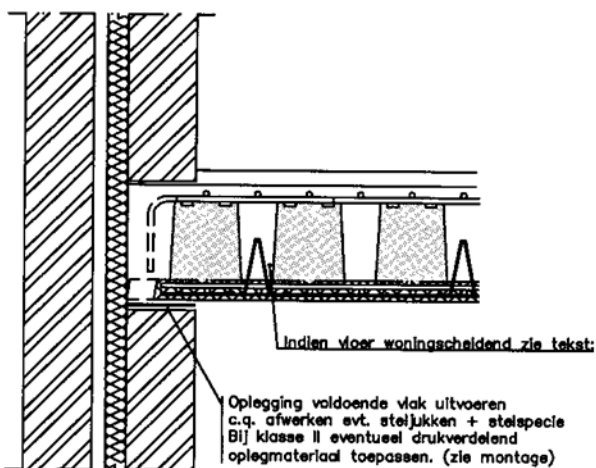 Indien vloer woningscheidend zie tekst:
Oplegging voldoende vlak uitvoeren
c.q. afwerken evt. steljukken + stelspecie
Bij klasse II eventueel drukverdelend
oplegmateriaal toepassen. (zie montage)